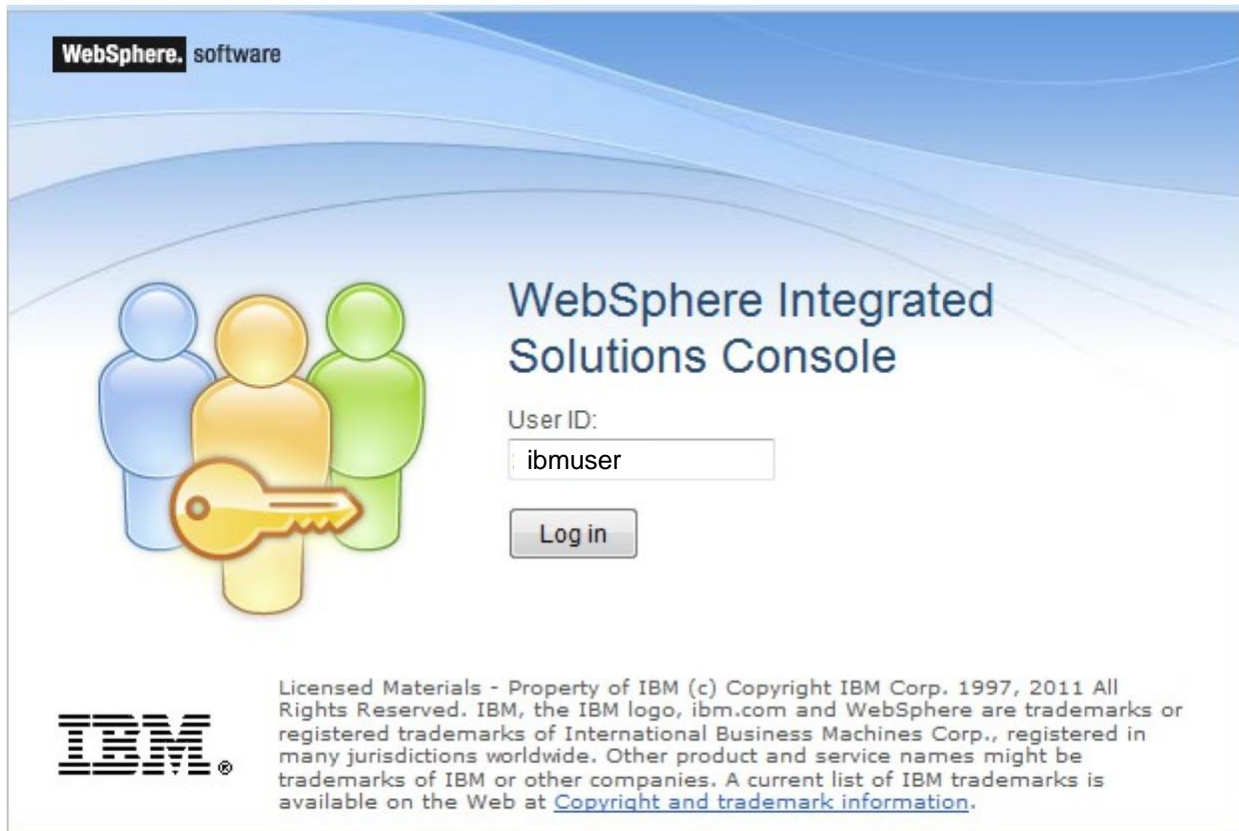 WebSphere. software
WebSphere Integrated
Solutions Console
User ID:
ibmuser
Log in
Licensed Materials - Property of IBM (c) Copyright IBM Corp. 1997, 2011 All
Rights Reserved. IBM, the IBM logo, ibm.com and WebSphere are trademarks or
registered trademarks of International Business Machines Corp., registered in
many jurisdictions worldwide. Other product and service names might be
trademarks of IBM or other companies. A current list of IBM trademarks is
available on the Web at Copyright and trademark information.
IBM®